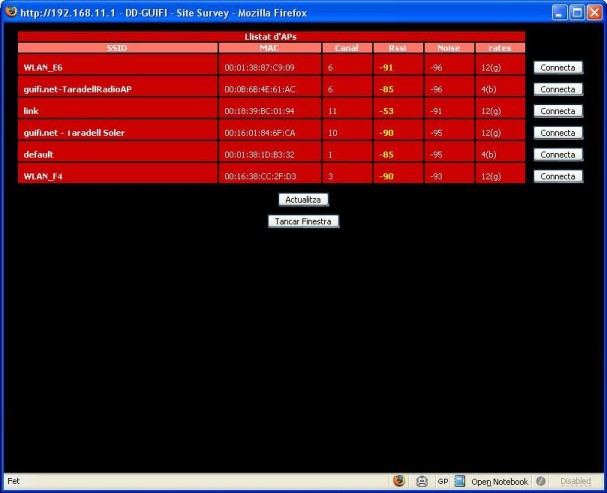 http://192.168.11.1 - DD-GUIFI - Site Survey - Mozilla Firefox
Llistat d'APs
SSID MAC Canal Rssi Noise rates
WLAN_E6 00:01:38:87:C9:09 6 -91 -96 12(g) Connecta
guifi.net-TaradellRadioAP 00:0B:6B:4E:61:AC 6 -85 -96 4(b) Connecta
link 00:18:39:BC:01:94 11 -53 -91 12(g) Connecta
guifi.net - Taradell Soler 00:16:01:84:6F:CA 10 -90 -95 12(g) Connecta
default 00:01:38:1D:B3:32 1 -85 -95 4(b) Connecta
WLAN_F4 00:16:38:CC:2F:D3 3 -90 -93 12(g) Connecta
Actualitza
Tancar Finestra
Fet GP Open Notebook Disabled